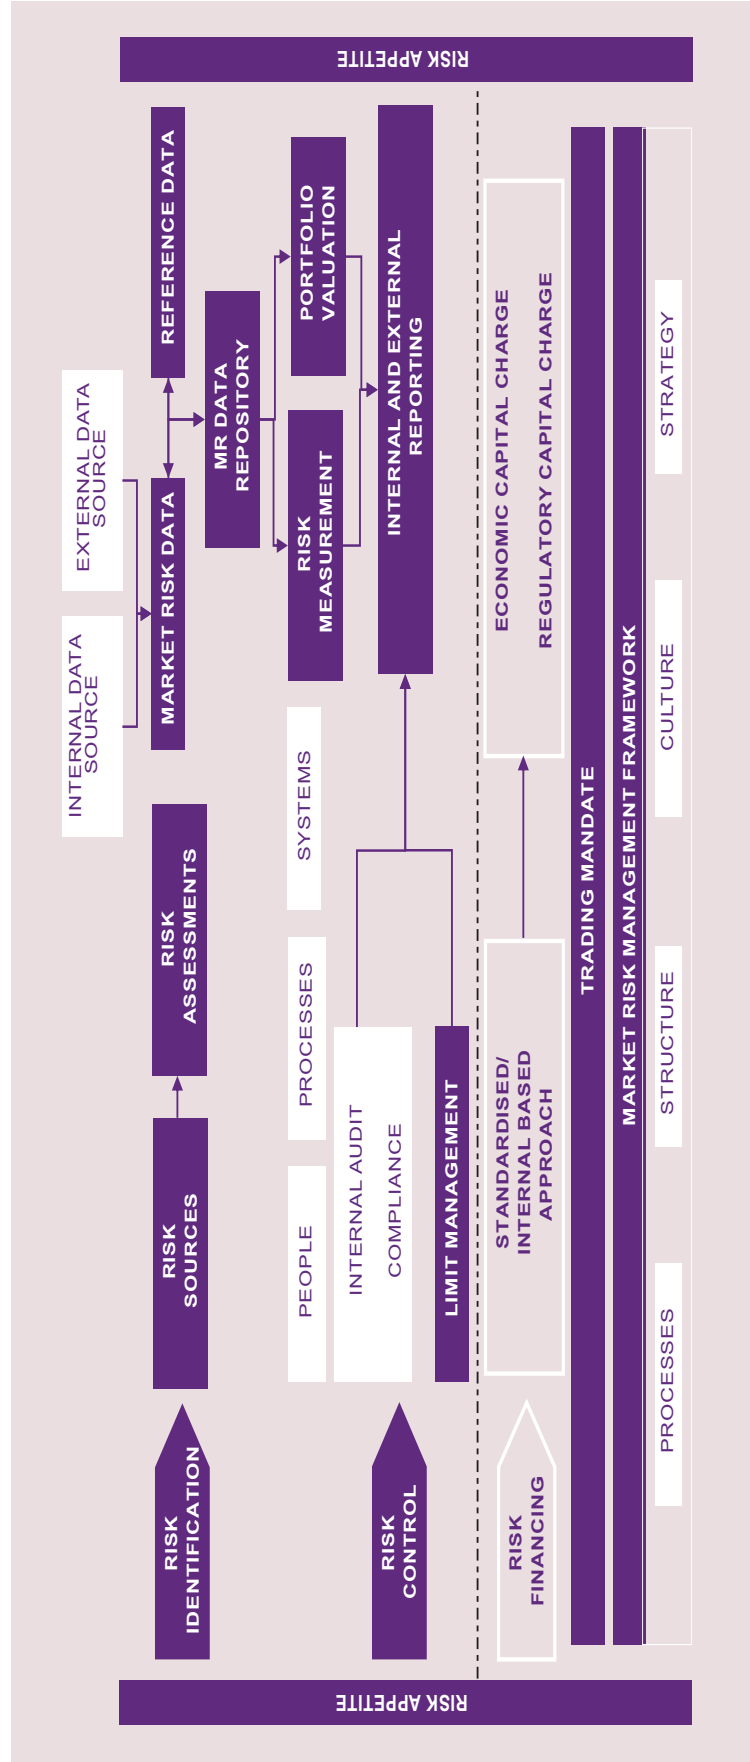 RISK APPETITE
RISK
IDENTIFICATION
RISK
SOURCES
RISK
ASSESSMENTS
INTERNAL DATA
SOURCE
EXTERNAL DATA
SOURCE
MARKET RISK DATA
REFERENCE DATA
MR DATA
REPOSITORY
PEOPLE
PROCESSES
SYSTEMS
RISK
MEASUREMENT
PORTFOLIO
VALUATION
RISK
CONTROL
INTERNAL AUDIT
COMPLIANCE
LIMIT MANAGEMENT
INTERNAL AND EXTERNAL
REPORTING
RISK
FINANCING
STANDARDISED/
INTERNAL BASED
APPROACH
ECONOMIC CAPITAL CHARGE
REGULATORY CAPITAL CHARGE
TRADING MANDATE
MARKET RISK MANAGEMENT FRAMEWORK
PROCESSES
STRUCTURE
CULTURE
STRATEGY
RISK APPETITE